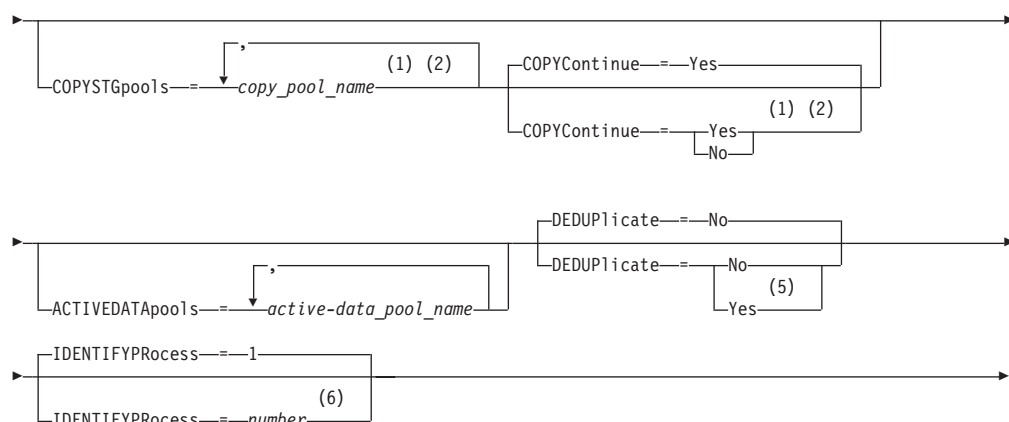 ,
(1) (2)
COPYContinue = Yes
COPYSTGpools = copy_pool_name
(1) (2)
COPYContinue = Yes
No
DEDUPlicate = No
,
DEDUPlicate = No
(5)
ACTIVEDATApools = active-data_pool_name
Yes
IDENTIFYPRocess = 1
(6)
IDENTIFYPRocess = number